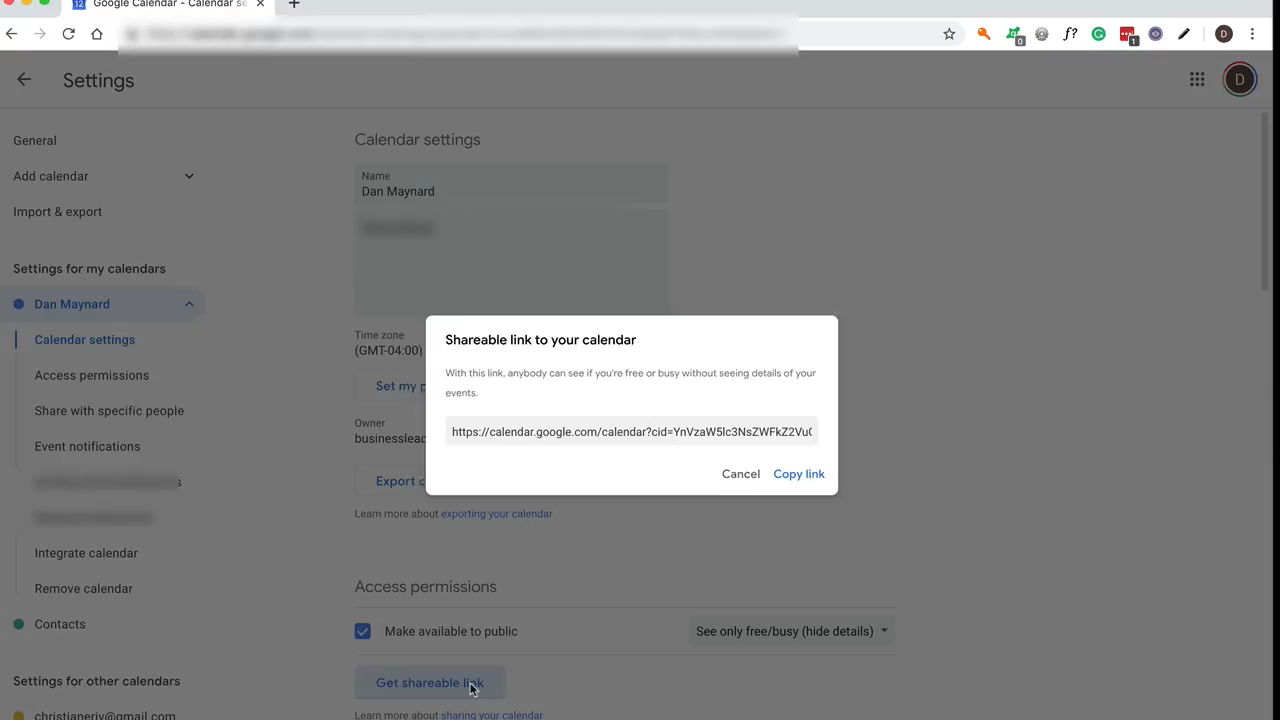 Google Calendar - Calendar se
0
f?
1
D
Settings
D
General
Add calendar
Import & export
Settings for my calendars
Dan Maynard
Calendar settings
Access permissions
Share with specific people
Event notifications
Integrate calendar
Remove calendar
Contacts
Settings for other calendars
christianeriv@gmail.com
Calendar settings
Name
Dan Maynard
Time zone
(GMT-04:00)
Set my p
Owner
businesslead
Export c
Learn more about exporting your calendar
Access permissions
Make available to public
See only free/busy (hide details)
Get shareable link
Learn more about sharing your calendar
Shareable link to your calendar
With this link, anybody can see if you're free or busy without seeing details of your
events.
https://calendar.google.com/calendar?cid=YnVzaW5lc3NsZWFkZ2Vu
Cancel
Copy link